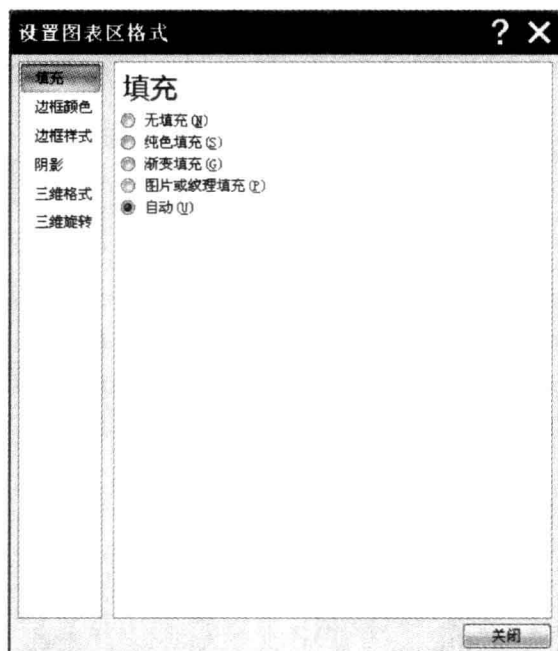 设置图表区格式
填充
边框颜色
边框样式
阴影
三维格式
三维旋转
填充
无填充(N)
纯色填充(S)
渐变填充(G)
图片或纹理填充(P)
自动(U)
关闭